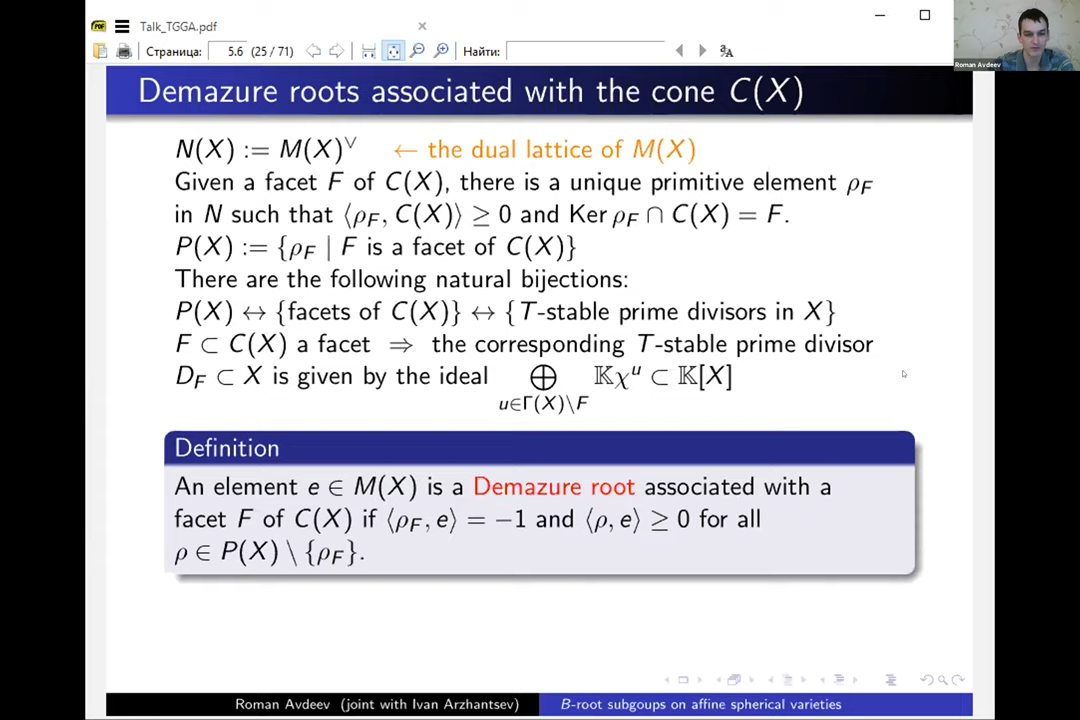 Talk_TGGA.pdf
Страница: 5.6 (25 / 71) Найти:
Roman Avdeev
Demazure roots associated with the cone C(X)
N(X) := M(X)^∨ ← the dual lattice of M(X)
Given a facet F of C(X), there is a unique primitive element ρ_F
in N such that ⟨ρ_F, C(X)⟩ ≥ 0 and Ker ρ_F ∩ C(X) = F.
P(X) := {ρ_F | F is a facet of C(X)}
There are the following natural bijections:
P(X) ↔ {facets of C(X)} ↔ {T-stable prime divisors in X}
F ⊂ C(X) a facet ⇒ the corresponding T-stable prime divisor
D_F ⊂ X is given by the ideal ⊕ 𝕂χ^u ⊂ 𝕂[X]
u∈Γ(X)\F
Definition
An element e ∈ M(X) is a Demazure root associated with a
facet F of C(X) if ⟨ρ_F, e⟩ = −1 and ⟨ρ, e⟩ ≥ 0 for all
ρ ∈ P(X) \ {ρ_F}.
Roman Avdeev (joint with Ivan Arzhantsev) B-root subgoups on affine spherical varieties